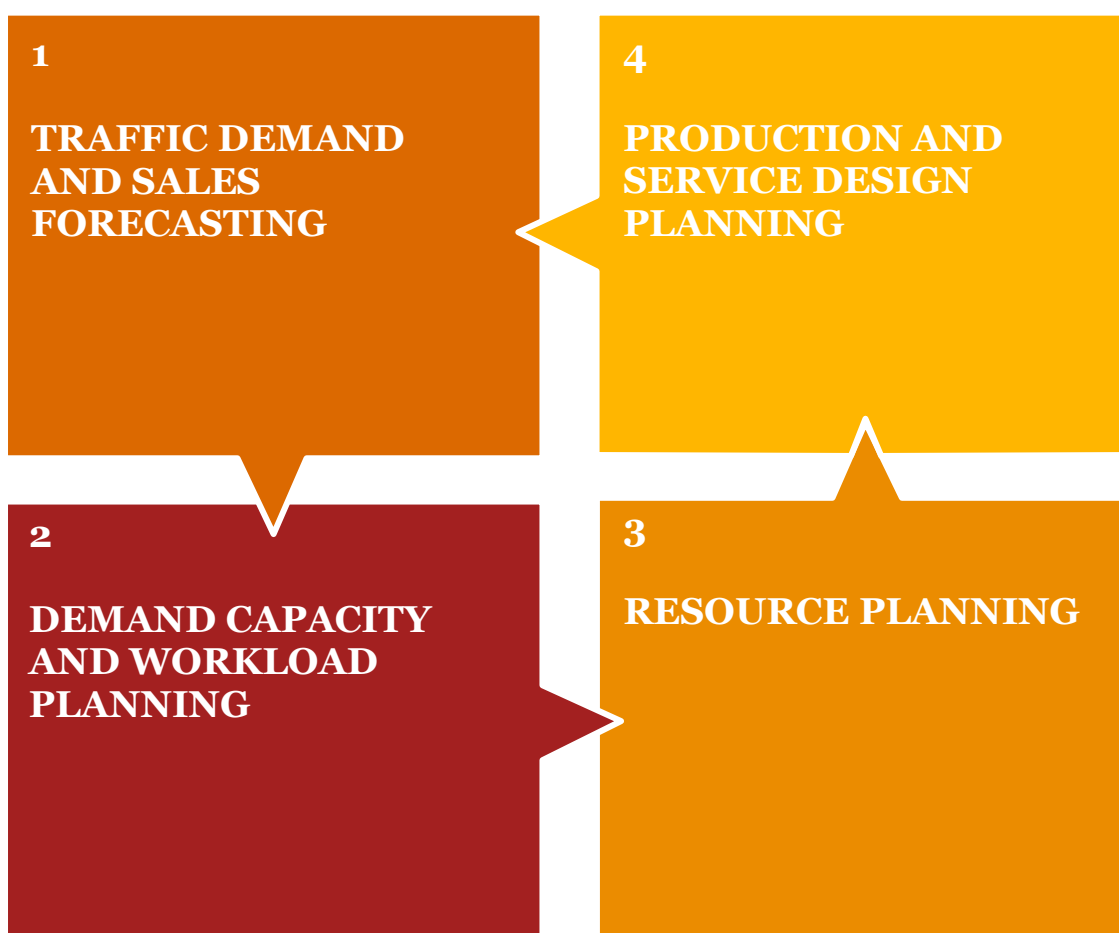 1
TRAFFIC DEMAND
AND SALES
FORECASTING
2
DEMAND CAPACITY
AND WORKLOAD
PLANNING
3
RESOURCE PLANNING
4
PRODUCTION AND
SERVICE DESIGN
PLANNING